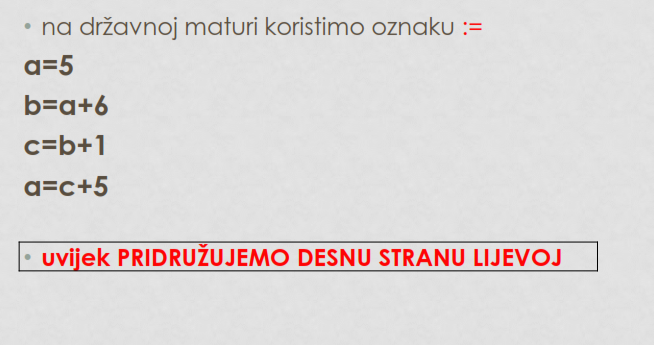 • na državnoj maturi koristimo oznaku :=
a=5
b=a+6
c=b+1
a=c+5
• uvijek PRIDRUŽUJEMO DESNU STRANU LIJEVOJ